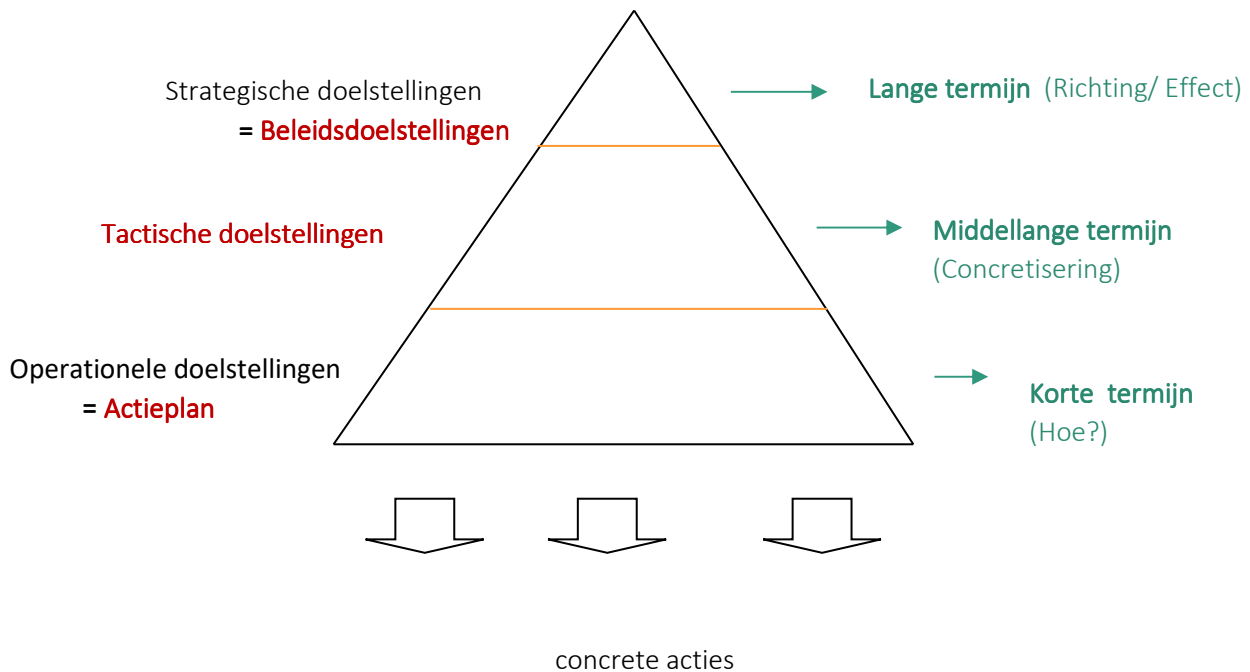 Strategische doelstellingen
= Beleidsdoelstellingen
Lange termijn (Richting/ Effect)
Tactische doelstellingen
Middellange termijn
(Concretisering)
Operationele doelstellingen
= Actieplan
Korte termijn
(Hoe?)
concrete acties